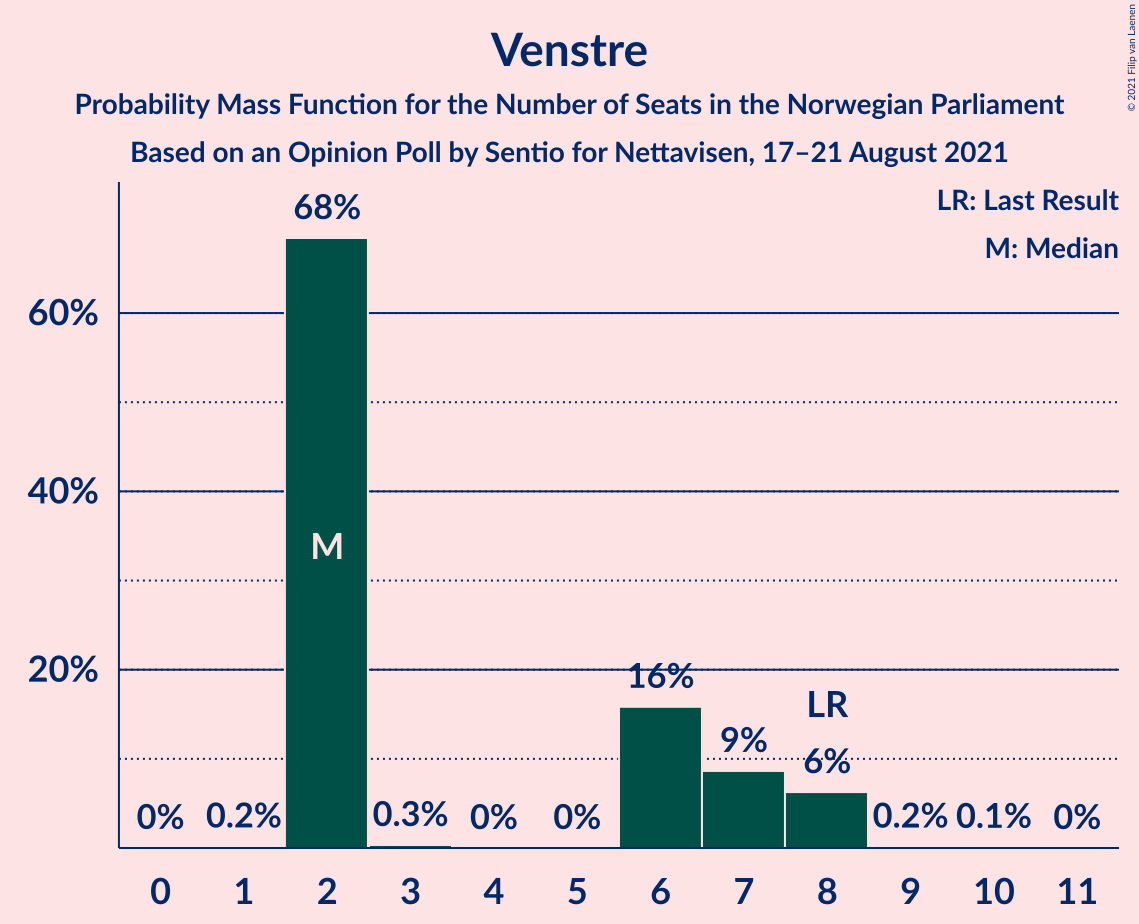 © 2021 Filip van Laenen
Venstre
Probability Mass Function for the Number of Seats in the Norwegian Parliament
Based on an Opinion Poll by Sentio for Nettavisen, 17–21 August 2021
LR: Last Result
M: Median
68%
60%
40%
M
20%
16%
LR
9%
6%
0% 0.2% 0.3% 0% 0% 0.2% 0.1% 0%
0 1 2 3 4 5 6 7 8 9 10 11